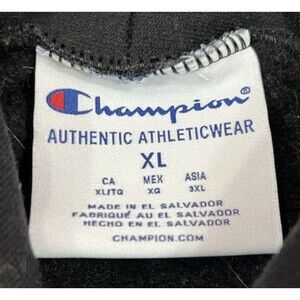 Champion®
AUTHENTIC ATHLETICWEAR
XL
CA MEX ASIA
XL/TG XG 3XL
MADE IN EL SALVADOR
FABRIQUÉ AU EL SALVADOR
HECHO EN EL SALVADOR
CHAMPION.COM